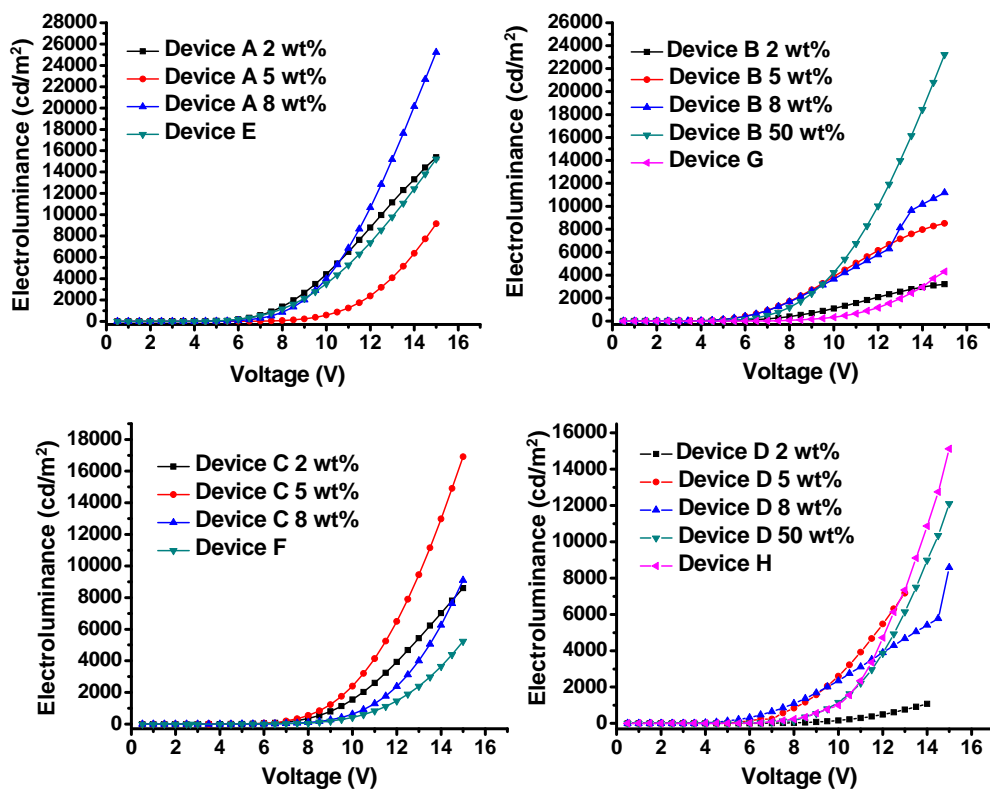 Electroluminance (cd/m²)
28000
26000
24000
22000
20000
18000
16000
14000
12000
10000
8000
6000
4000
2000
0
Device A 2 wt%
Device A 5 wt%
Device A 8 wt%
Device E
0 2 4 6 8 10 12 14 16
Voltage (V)
Electroluminance (cd/m²)
26000
24000
22000
20000
18000
16000
14000
12000
10000
8000
6000
4000
2000
0
Device B 2 wt%
Device B 5 wt%
Device B 8 wt%
Device B 50 wt%
Device G
0 2 4 6 8 10 12 14 16
Voltage (V)
Electroluminance (cd/m²)
18000
16000
14000
12000
10000
8000
6000
4000
2000
0
Device C 2 wt%
Device C 5 wt%
Device C 8 wt%
Device F
0 2 4 6 8 10 12 14 16
Voltage (V)
Electroluminance (cd/m²)
16000
14000
12000
10000
8000
6000
4000
2000
0
Device D 2 wt%
Device D 5 wt%
Device D 8 wt%
Device D 50 wt%
Device H
0 2 4 6 8 10 12 14 16
Voltage (V)